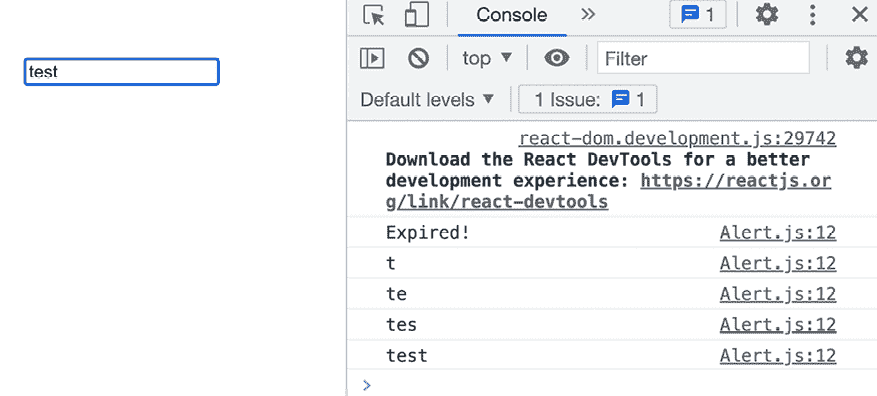 Console
1
test
top
Filter
Default levels
1 Issue: 1
react-dom.development.js:29742
Download the React DevTools for a better
development experience: https://reactjs.or
g/link/react-devtools
Expired! Alert.js:12
t Alert.js:12
te Alert.js:12
tes Alert.js:12
test Alert.js:12